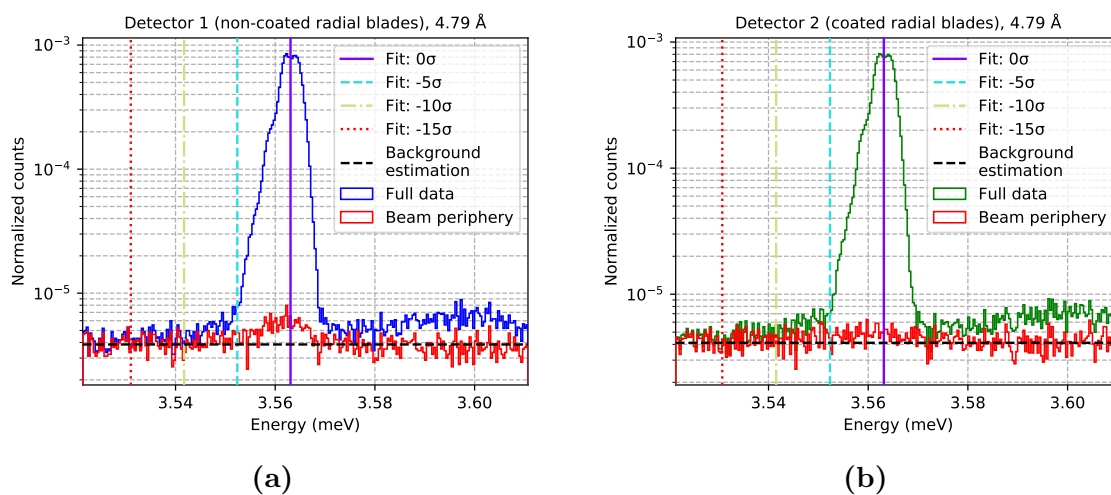 Detector 1 (non-coated radial blades), 4.79 Å
10⁻³
10⁻⁴
10⁻⁵
Normalized counts
Fit: 0σ
Fit: -5σ
Fit: -10σ
Fit: -15σ
Background
estimation
Full data
Beam periphery
3.54
3.56
3.58
3.60
Energy (meV)
(a)
Detector 2 (coated radial blades), 4.79 Å
10⁻³
10⁻⁴
10⁻⁵
Normalized counts
Fit: 0σ
Fit: -5σ
Fit: -10σ
Fit: -15σ
Background
estimation
Full data
Beam periphery
3.54
3.56
3.58
3.60
Energy (meV)
(b)